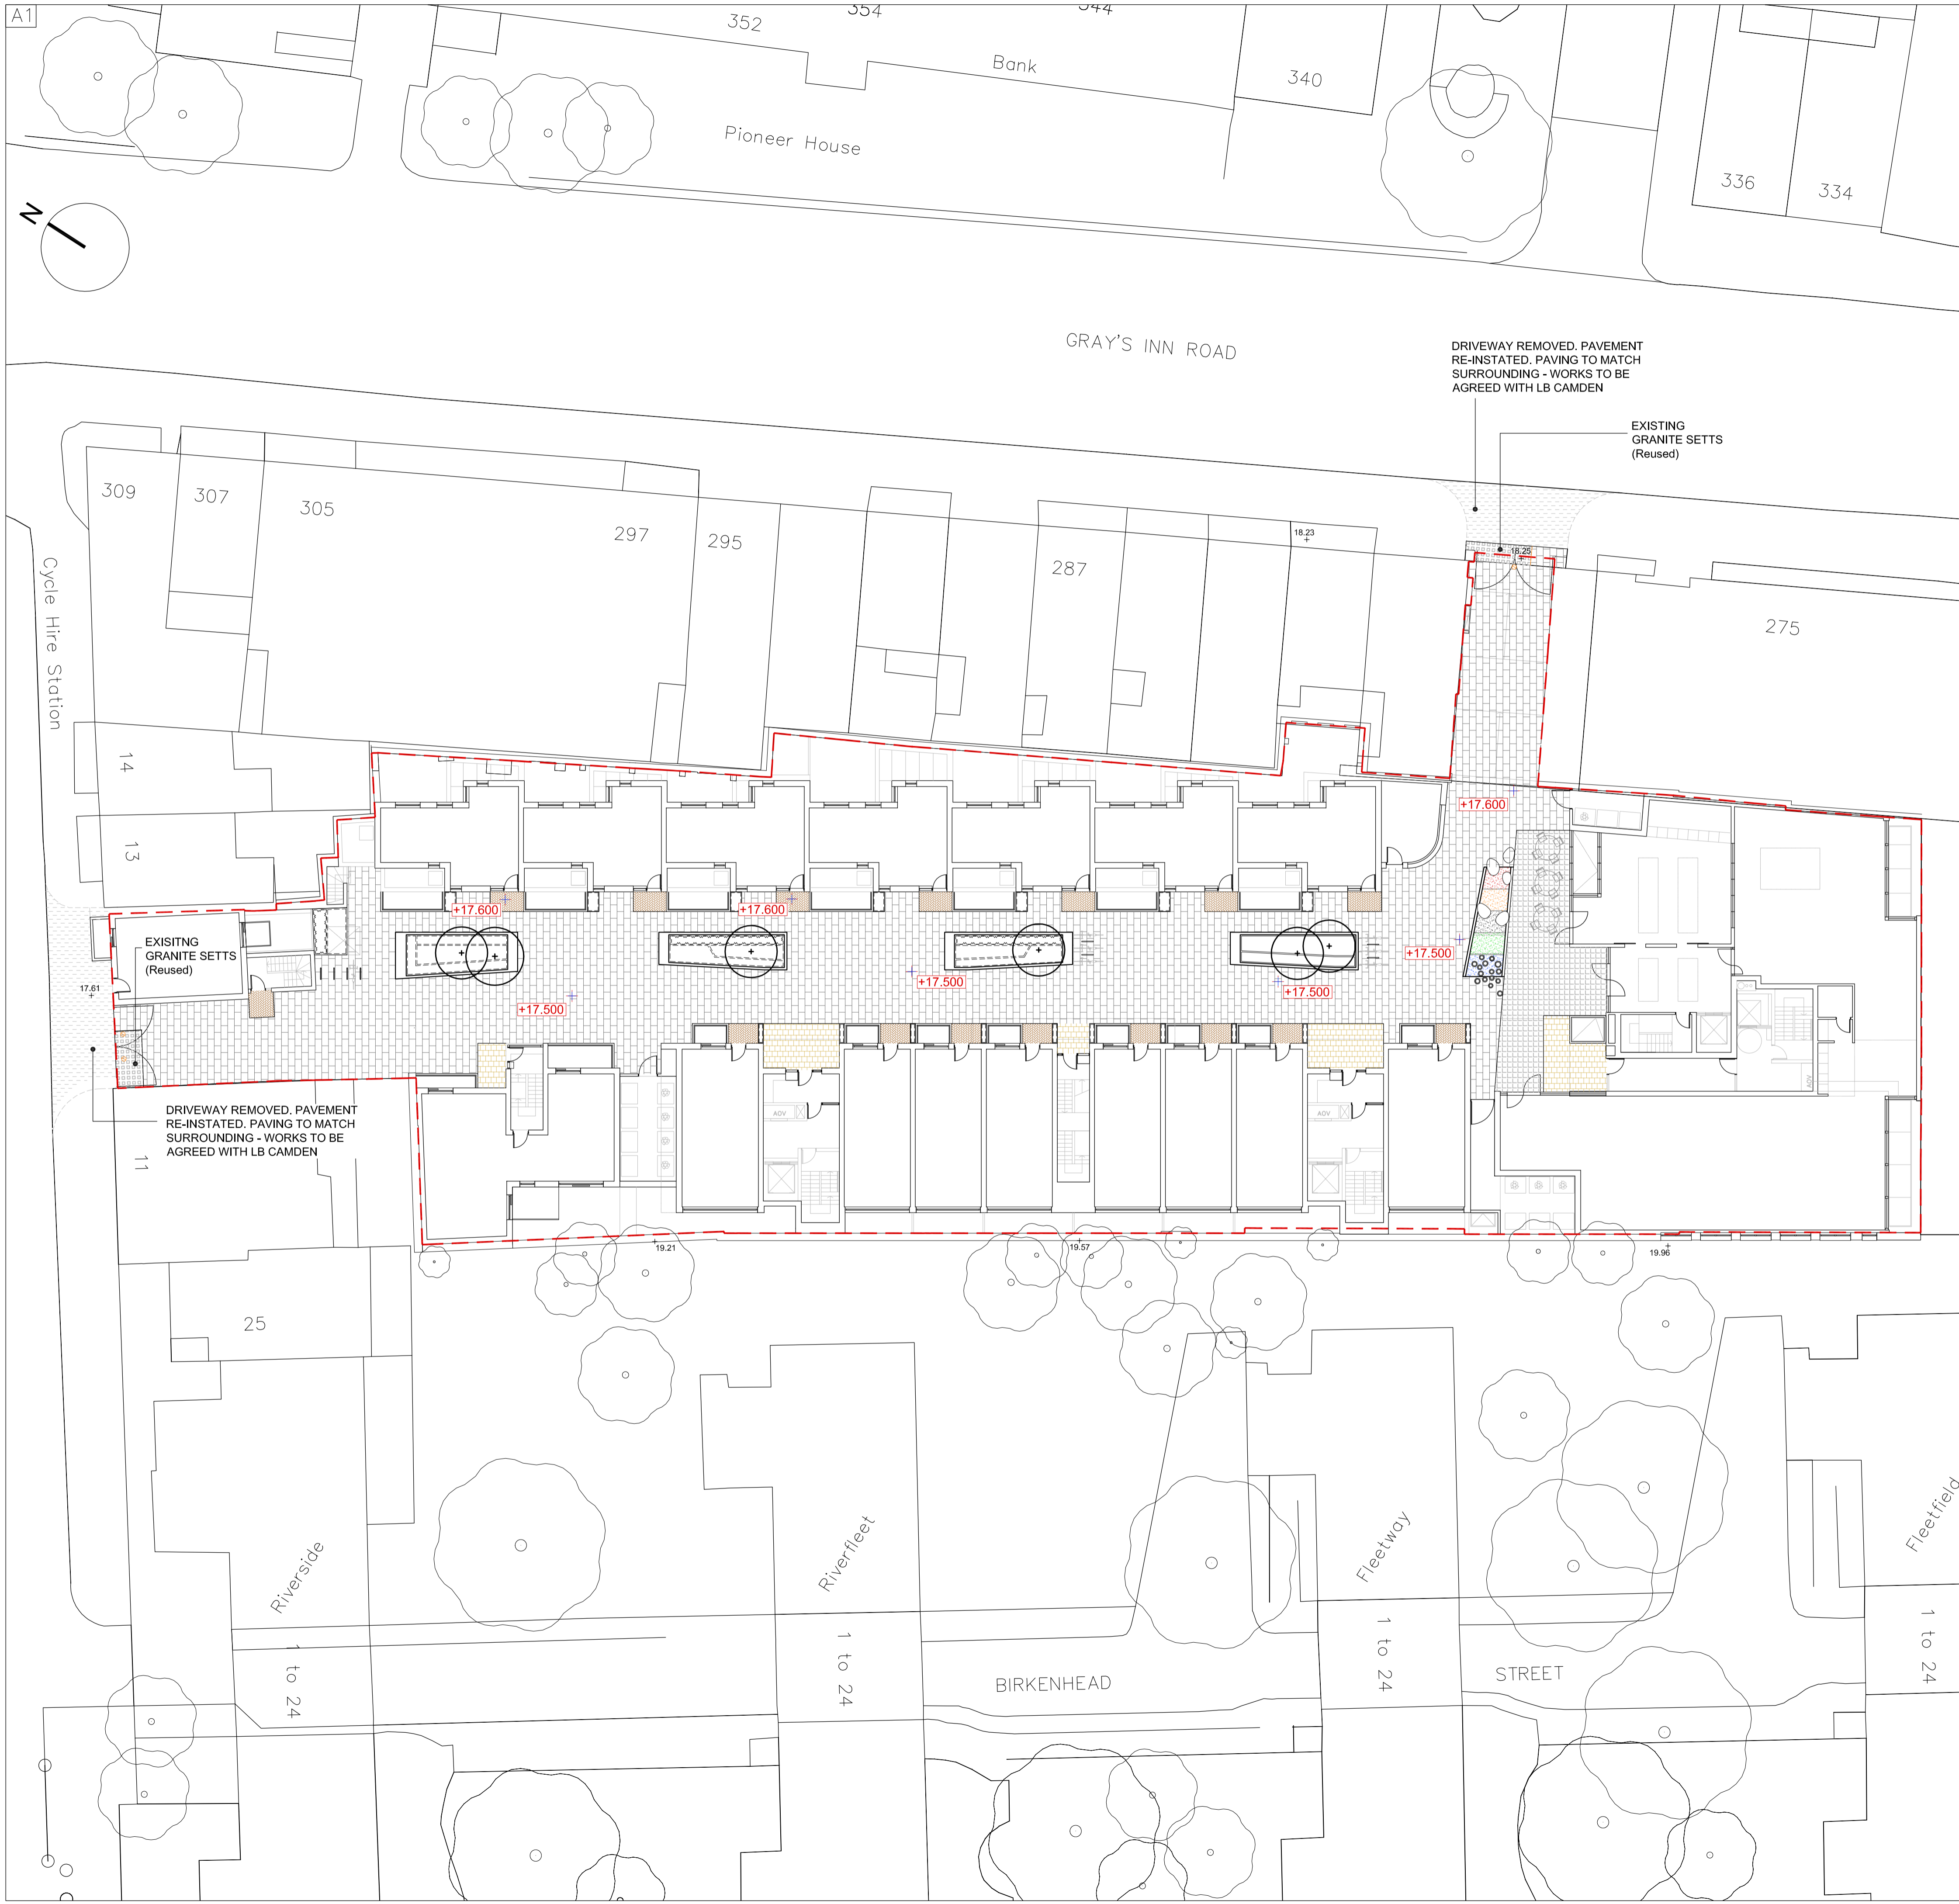 A1
352
354
344
Bank
340
Pioneer House
336
334
N
GRAY'S INN ROAD
DRIVEWAY REMOVED. PAVEMENT
RE-INSTATED. PAVING TO MATCH
SURROUNDING - WORKS TO BE
AGREED WITH LB CAMDEN
EXISTING
GRANITE SETTS
(Reused)
309
307
305
297
295
287
18.23
18.25
275
Cycle Hire Station
14
13
+17.600
+17.600
+17.600
+17.500
+17.500
+17.500
+17.500
EXISITNG
GRANITE SETTS
(Reused)
17.61
DRIVEWAY REMOVED. PAVEMENT
RE-INSTATED. PAVING TO MATCH
SURROUNDING - WORKS TO BE
AGREED WITH LB CAMDEN
11
AOV
AOV
AOV
19.21
19.57
19.96
25
Riverside
Riverfleet
Fleetway
Fleetfield
1 to 24
1 to 24
1 to 24
1 to 24
BIRKENHEAD
STREET